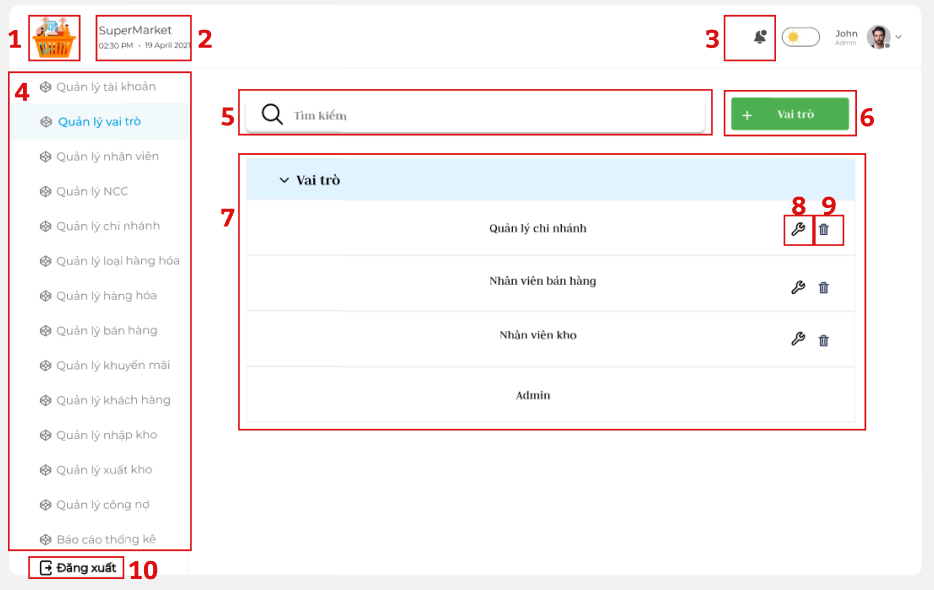 1
SuperMarket
02:30 PM - 19 April 2021
2
3
John
Admin
4
Quản lý tài khoản
Quản lý vai trò
Quản lý nhân viên
Quản lý NCC
Quản lý chi nhánh
Quản lý loại hàng hóa
Quản lý hàng hóa
Quản lý bán hàng
Quản lý khuyến mãi
Quản lý khách hàng
Quản lý nhập kho
Quản lý xuất kho
Quản lý công nợ
Báo cáo thống kê
Đăng xuất
10
5
Tìm kiếm
+ Vai trò
6
7
Vai trò
8
9
Quản lý chi nhánh
Nhân viên bán hàng
Nhân viên kho
Admin